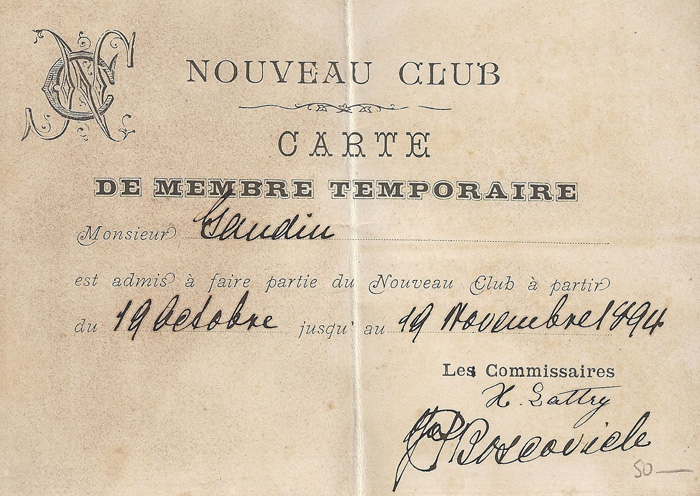 NOUVEAU CLUB
CARTE
DE MEMBRE TEMPORAIRE
Monsieur Gaudin
est admis à faire partie du Nouveau Club à partir
du 19 Octobre jusqu' au 19 Novembre 1894
Les Commissaires
Boscovich
50